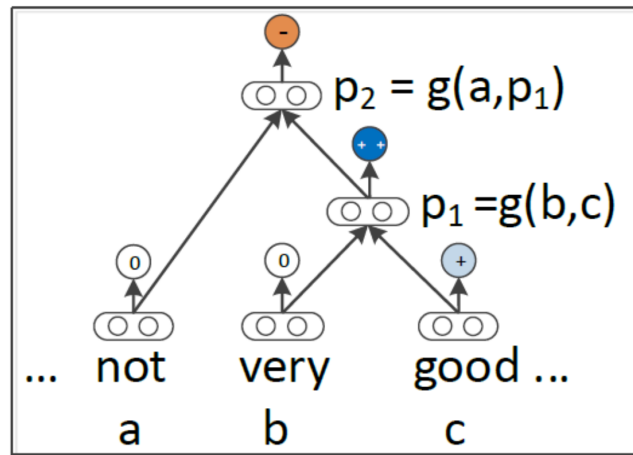 -
p₂ = g(a,p₁)
+ +
p₁ =g(b,c)
0 0 +
... not very good ...
a b c